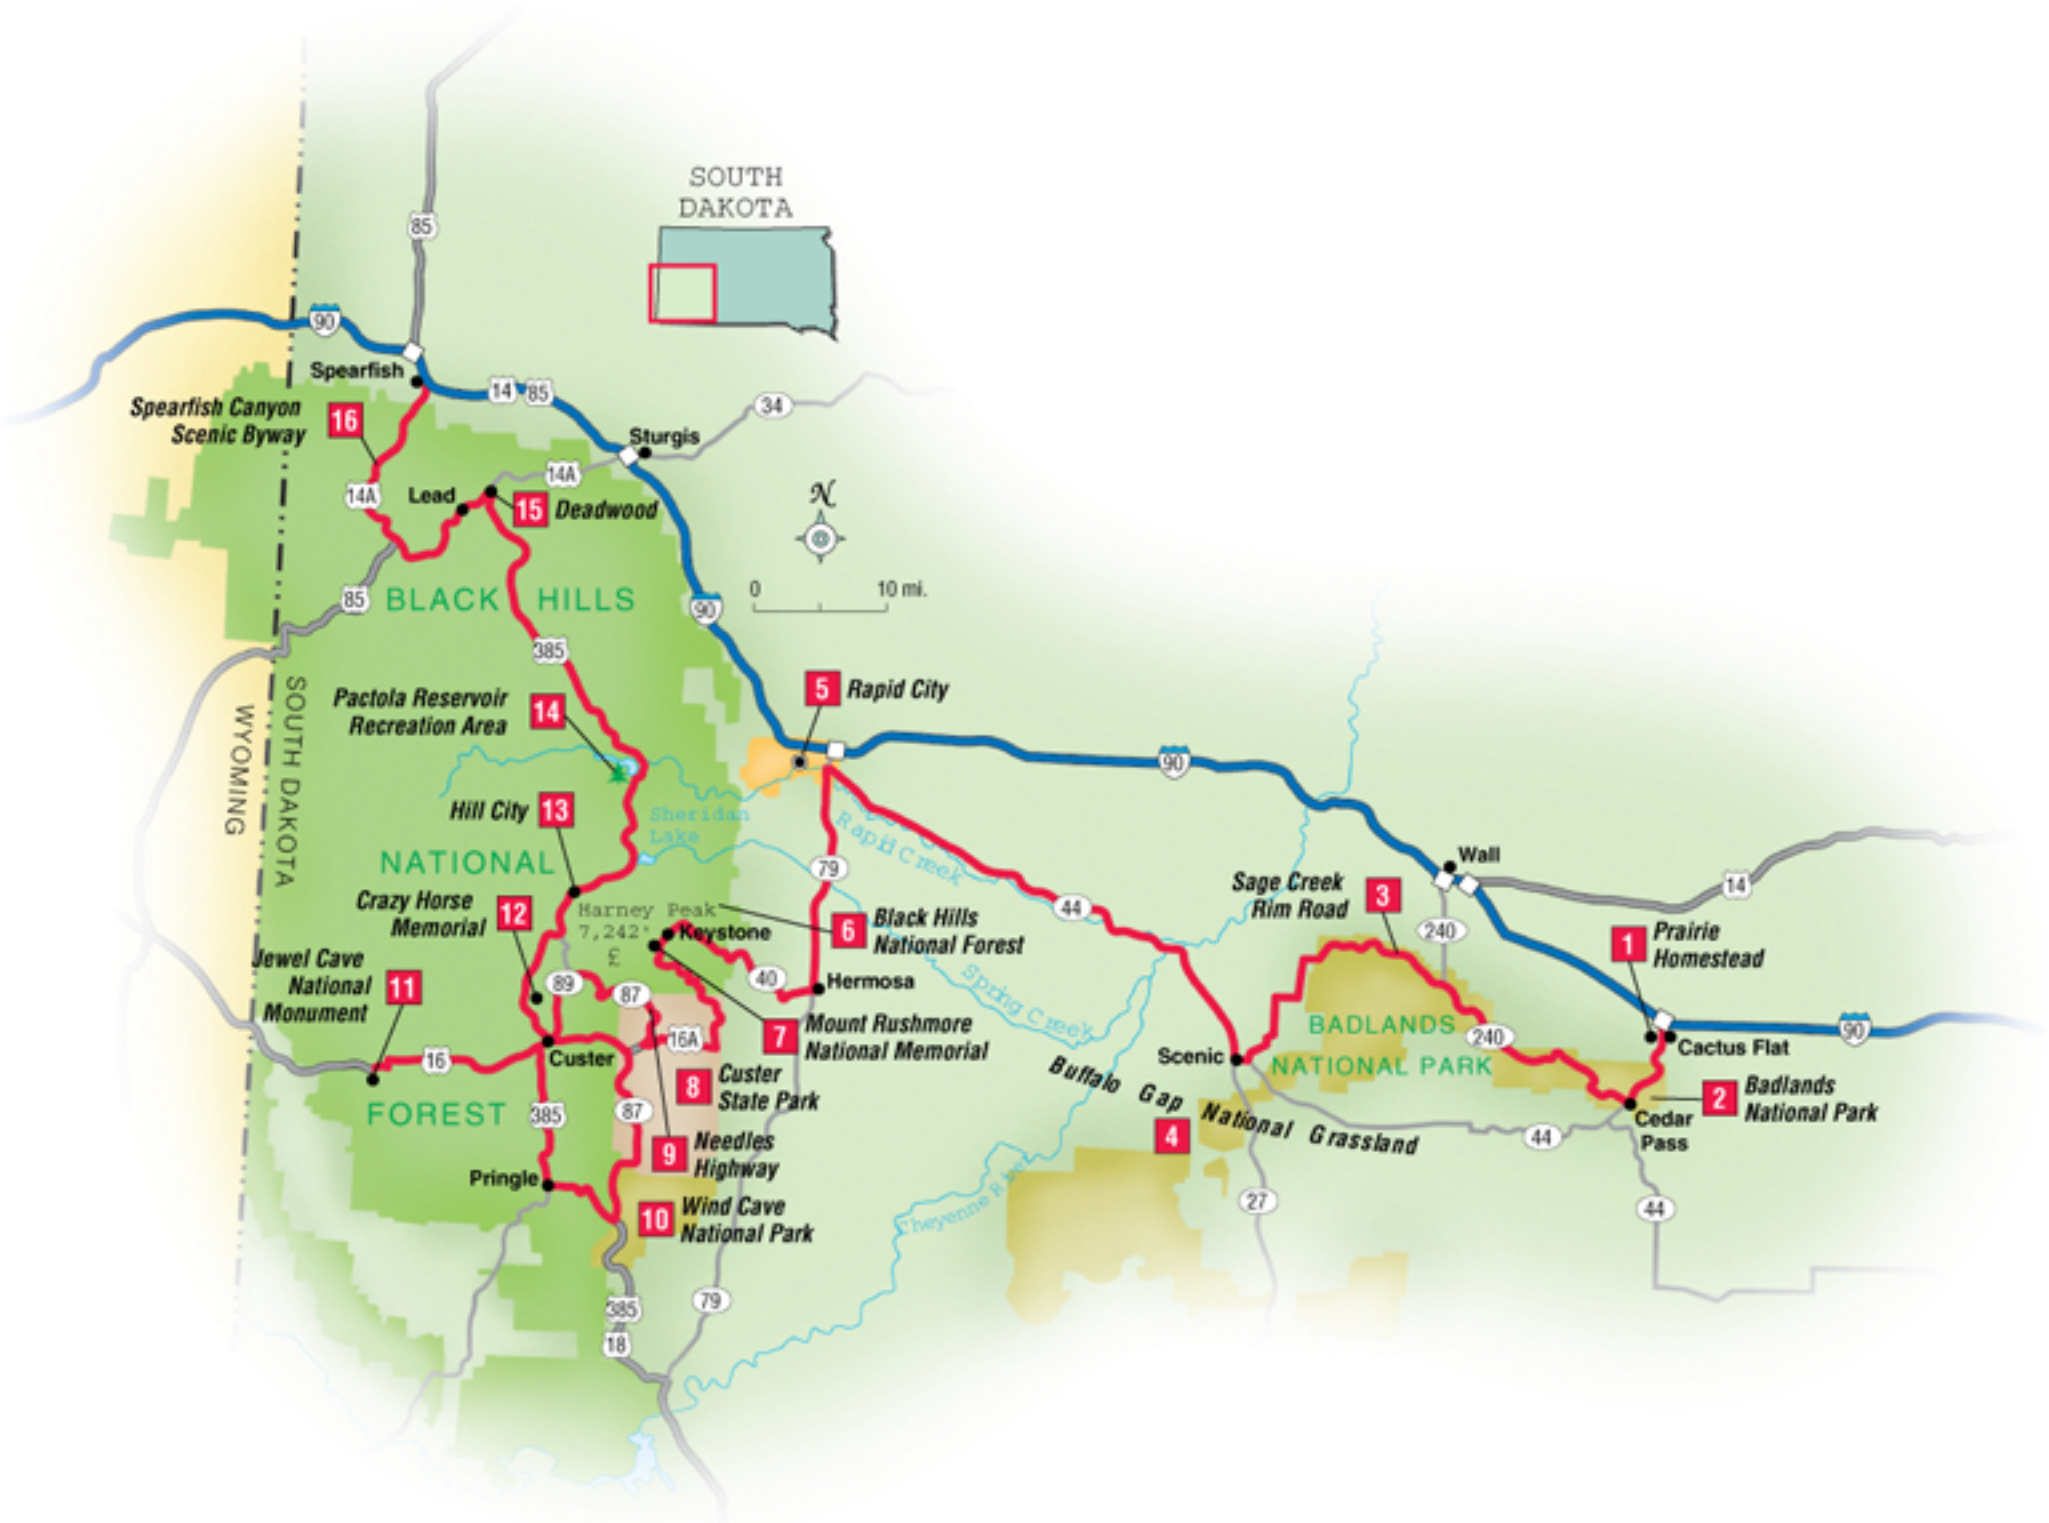 SOUTH
DAKOTA
85
90
Spearfish
14
85
34
Spearfish Canyon
Scenic Byway
16
Sturgis
14A
14A
Lead
15
Deadwood
N
0
10 mi.
85
BLACK HILLS
90
385
5
Rapid City
Pactola Reservoir
Recreation Area
14
SOUTH DAKOTA
WYOMING
90
Hill City
13
Sheridan
Lake
Rapid Creek
NATIONAL
79
Wall
14
Crazy Horse
Memorial
12
Harney Peak
7,242'
Keystone
6
Black Hills
National Forest
44
Sage Creek
Rim Road
3
240
1
Prairie
Homestead
Jewel Cave
National
Monument
11
89
87
40
Hermosa
Spring Creek
7
Mount Rushmore
National Memorial
16A
BADLANDS
NATIONAL PARK
240
90
Cactus Flat
16
Custer
8
Custer
State Park
Scenic
Buffalo Gap National Grassland
4
2
Badlands
National Park
Cedar
Pass
FOREST
385
87
44
9
Needles
Highway
Pringle
10
Wind Cave
National Park
Cheyenne River
27
44
385
79
18